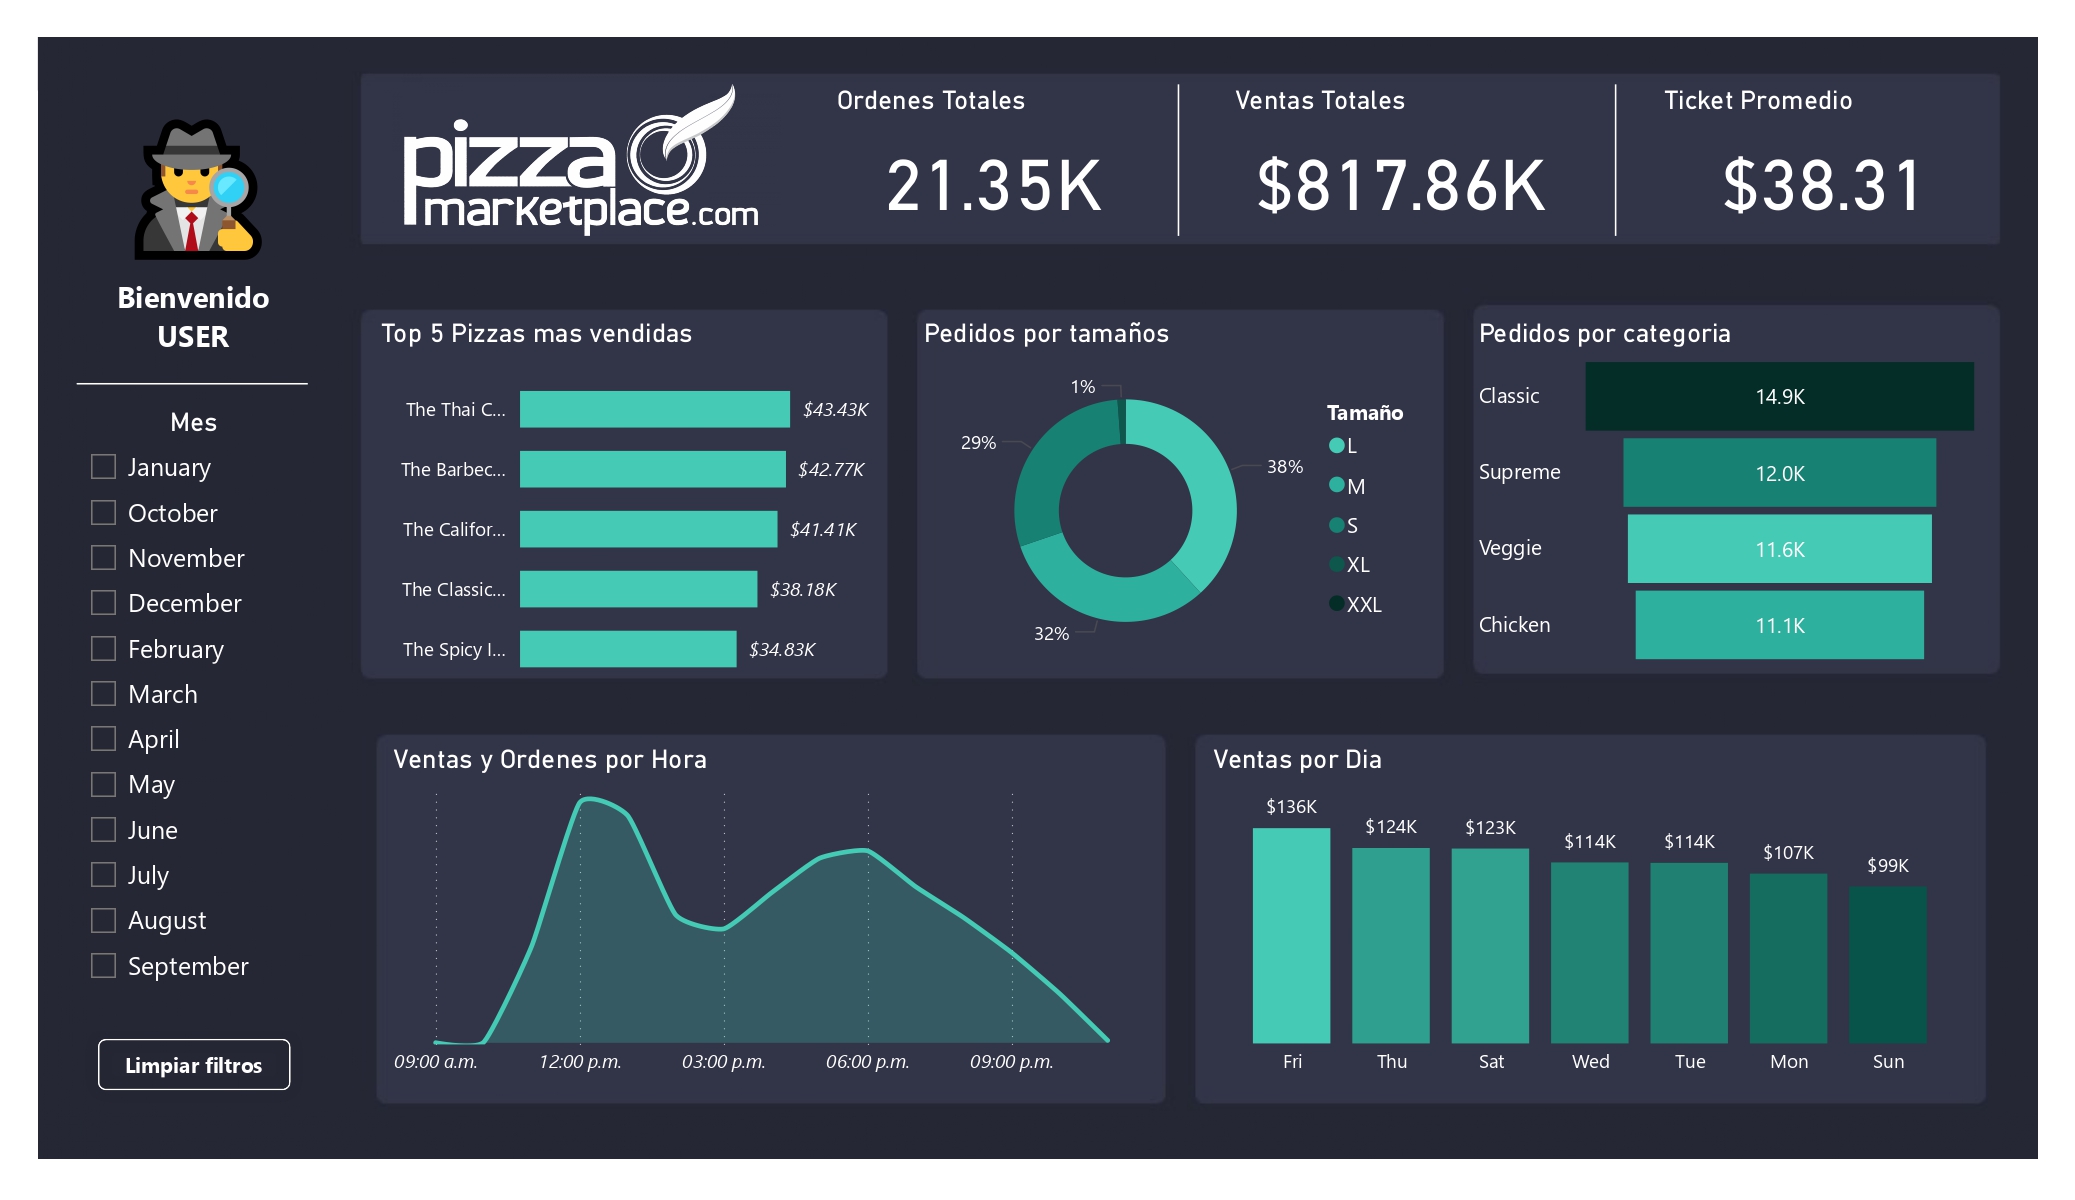 Bienvenido
USER
Mes
January
October
November
December
February
March
April
May
June
July
August
September
Limpiar filtros
pizza
marketplace.com
Ordenes Totales
21.35K
Ventas Totales
$817.86K
Ticket Promedio
$38.31
Top 5 Pizzas mas vendidas
The Thai C... $43.43K
The Barbec... $42.77K
The Califor... $41.41K
The Classic... $38.18K
The Spicy I... $34.83K
Pedidos por tamaños
1%
29%
38%
32%
Tamaño
L
M
S
XL
XXL
Pedidos por categoria
Classic 14.9K
Supreme 12.0K
Veggie 11.6K
Chicken 11.1K
Ventas y Ordenes por Hora
09:00 a.m. 12:00 p.m. 03:00 p.m. 06:00 p.m. 09:00 p.m.
Ventas por Dia
$136K $124K $123K $114K $114K $107K $99K
Fri Thu Sat Wed Tue Mon Sun